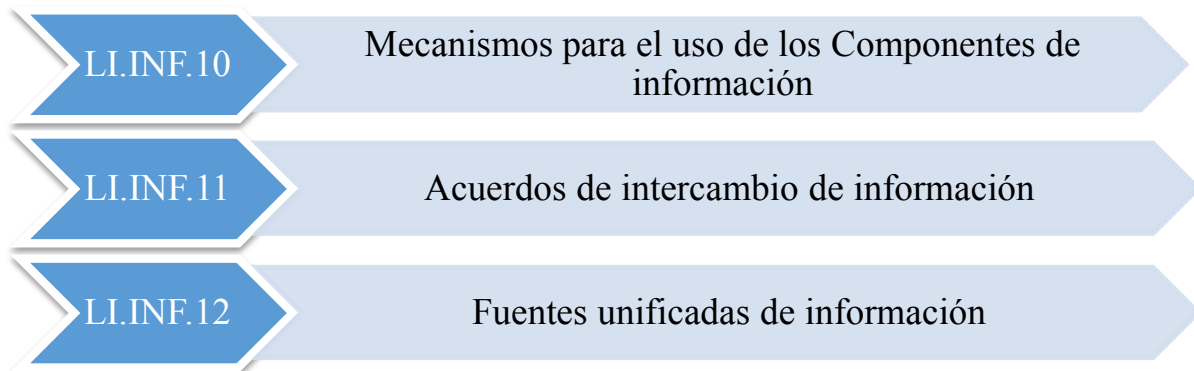 LI.INF.10
Mecanismos para el uso de los Componentes de
información
LI.INF.11
Acuerdos de intercambio de información
LI.INF.12
Fuentes unificadas de información